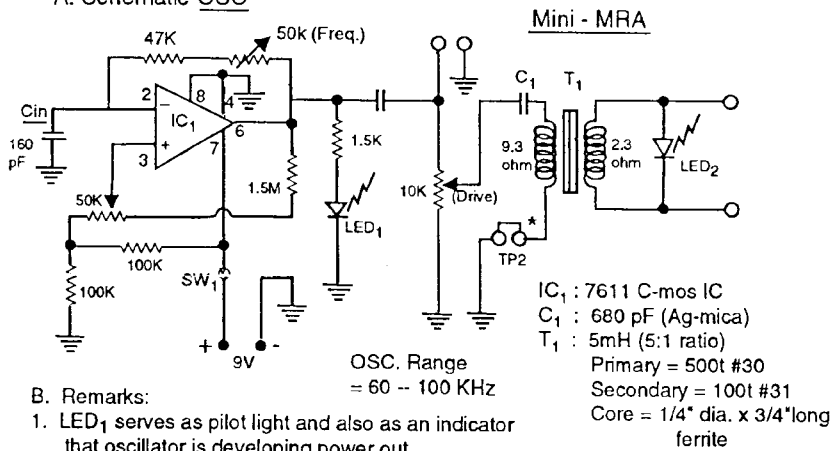 A. Schematic OSC
Mini - MRA
47K
50k (Freq.)
Cin
160
pF
2
8
4
IC1
6
3
7
50K
1.5M
1.5K
LED1
10K
(Drive)
C1
T1
9.3
ohm
2.3
ohm
LED2
*
TP2
100K
100K
SW1
+
-
9V
OSC. Range
= 60 -- 100 KHz
IC1 : 7611 C-mos IC
C1 : 680 pF (Ag-mica)
T1 : 5mH (5:1 ratio)
Primary = 500t #30
Secondary = 100t #31
Core = 1/4" dia. x 3/4"long
ferrite
B. Remarks:
1. LED1 serves as pilot light and also as an indicator
that oscillator is developing power out